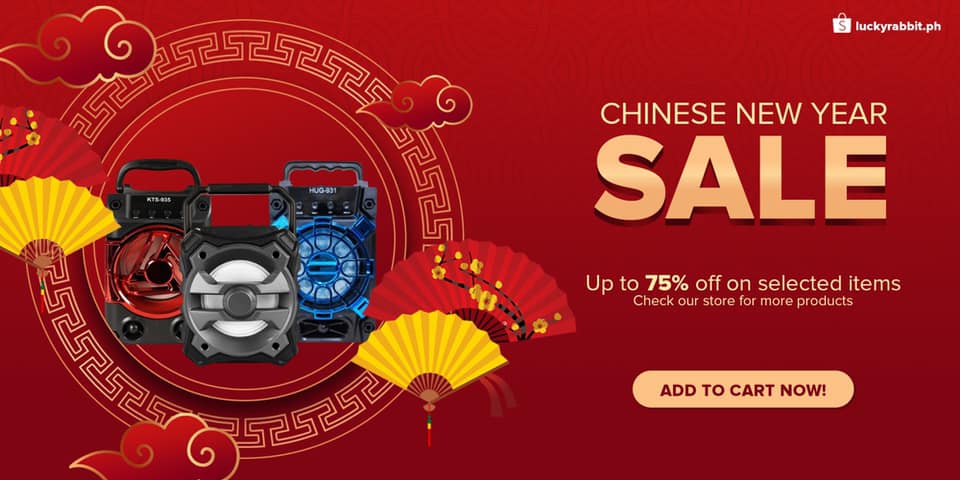 luckyrabbit.ph
CHINESE NEW YEAR
SALE
Up to 75% off on selected items
Check our store for more products
ADD TO CART NOW!
KTS-935
HUG-931